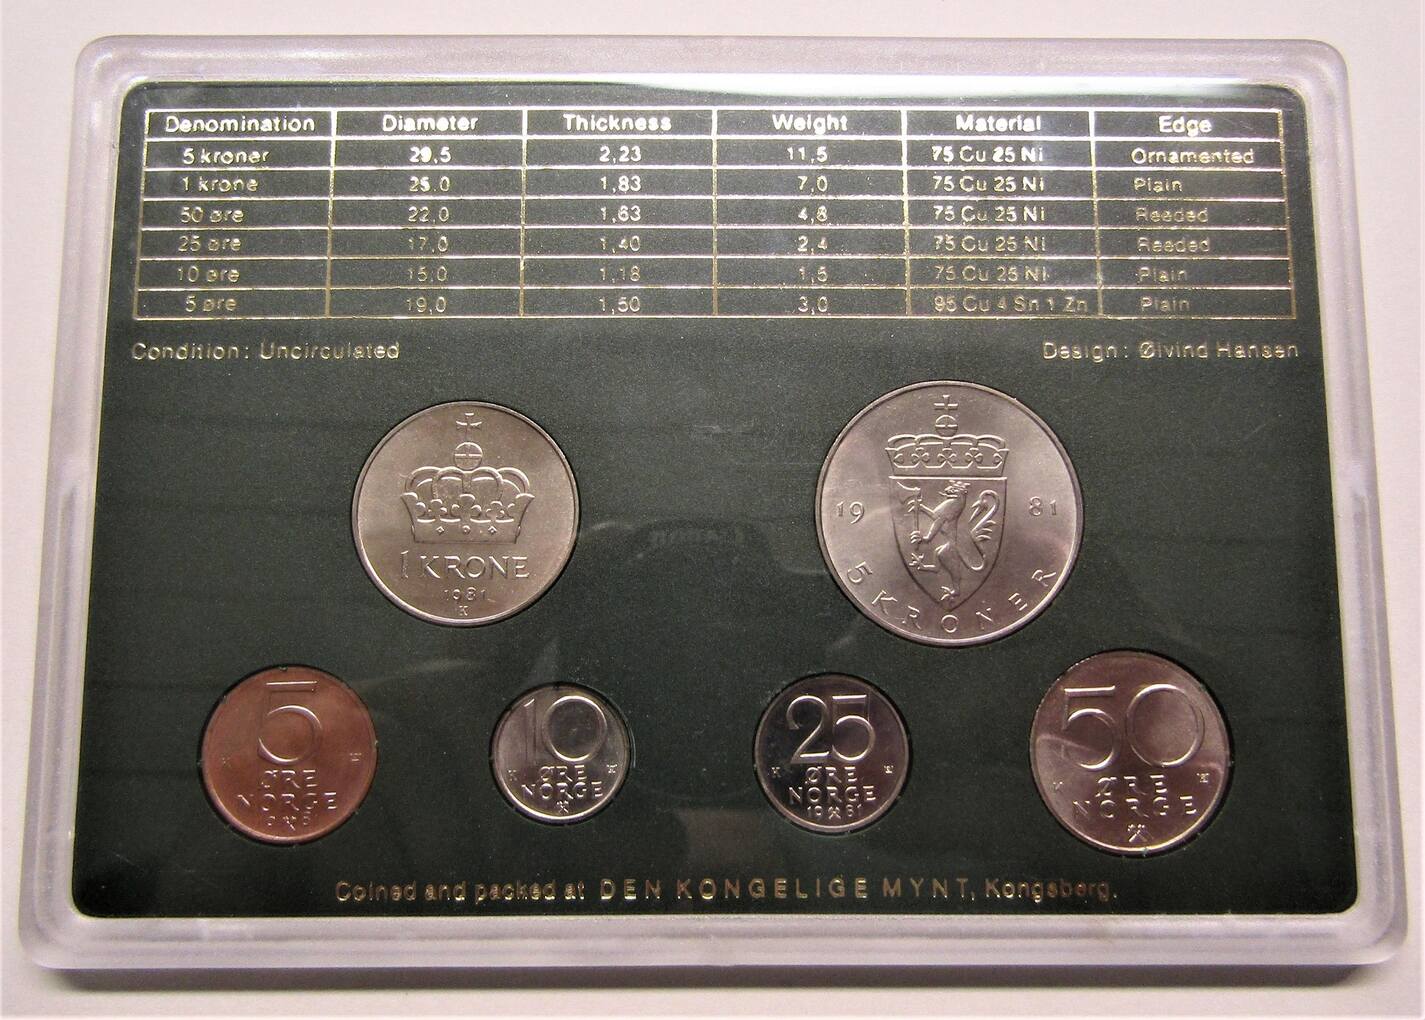 Denomination Diameter Thickness Weight Material Edge
5 kroner 29,5 2,23 11,5 75 Cu 25 Ni Ornamented
1 krone 25,0 1,83 7,0 75 Cu 25 Ni Plain
50 øre 22,0 1,63 4,8 75 Cu 25 Ni Reeded
25 øre 17,0 1,40 2,4 75 Cu 25 Ni Reeded
10 øre 15,0 1,18 1,5 75 Cu 25 Ni Plain
5 øre 19,0 1,50 3,0 95 Cu 4 Sn 1 Zn Plain
Condition: Uncirculated
Design: Øivind Hansen
1 KRONE
1981
K
19 81
5 KRONER
5
ØRE
NORGE
10
K
ØRE
NORGE
25
K
ØRE
NORGE
19 81
50
ØRE
NORGE
Coined and packed at DEN KONGELIGE MYNT, Kongsberg.